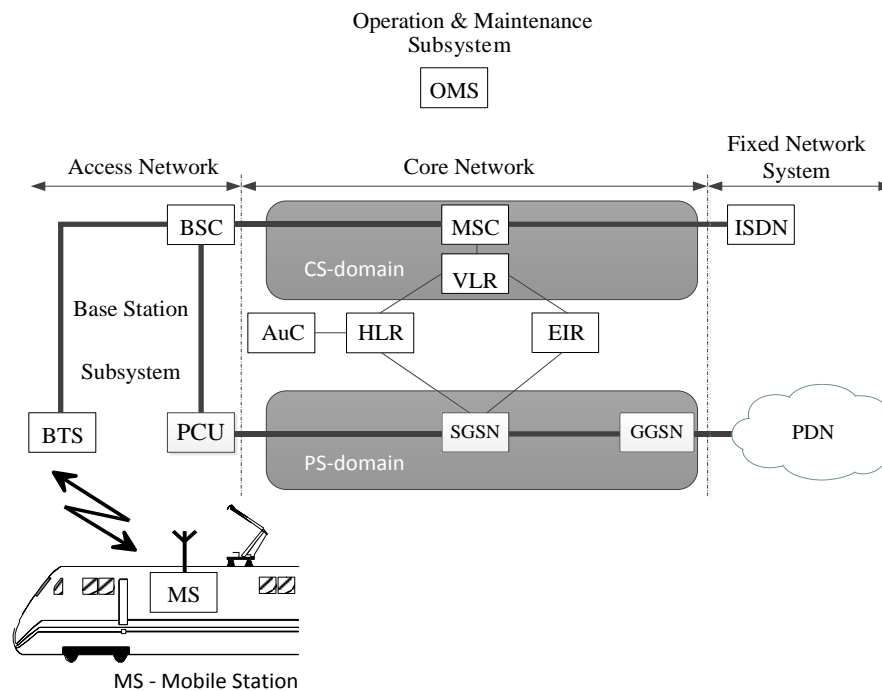 Operation & Maintenance
Subsystem
OMS
Access Network
Core Network
Fixed Network
System
BSC
MSC
ISDN
CS-domain
VLR
Base Station
AuC
HLR
EIR
Subsystem
BTS
PCU
SGSN
GGSN
PDN
PS-domain
MS
MS - Mobile Station